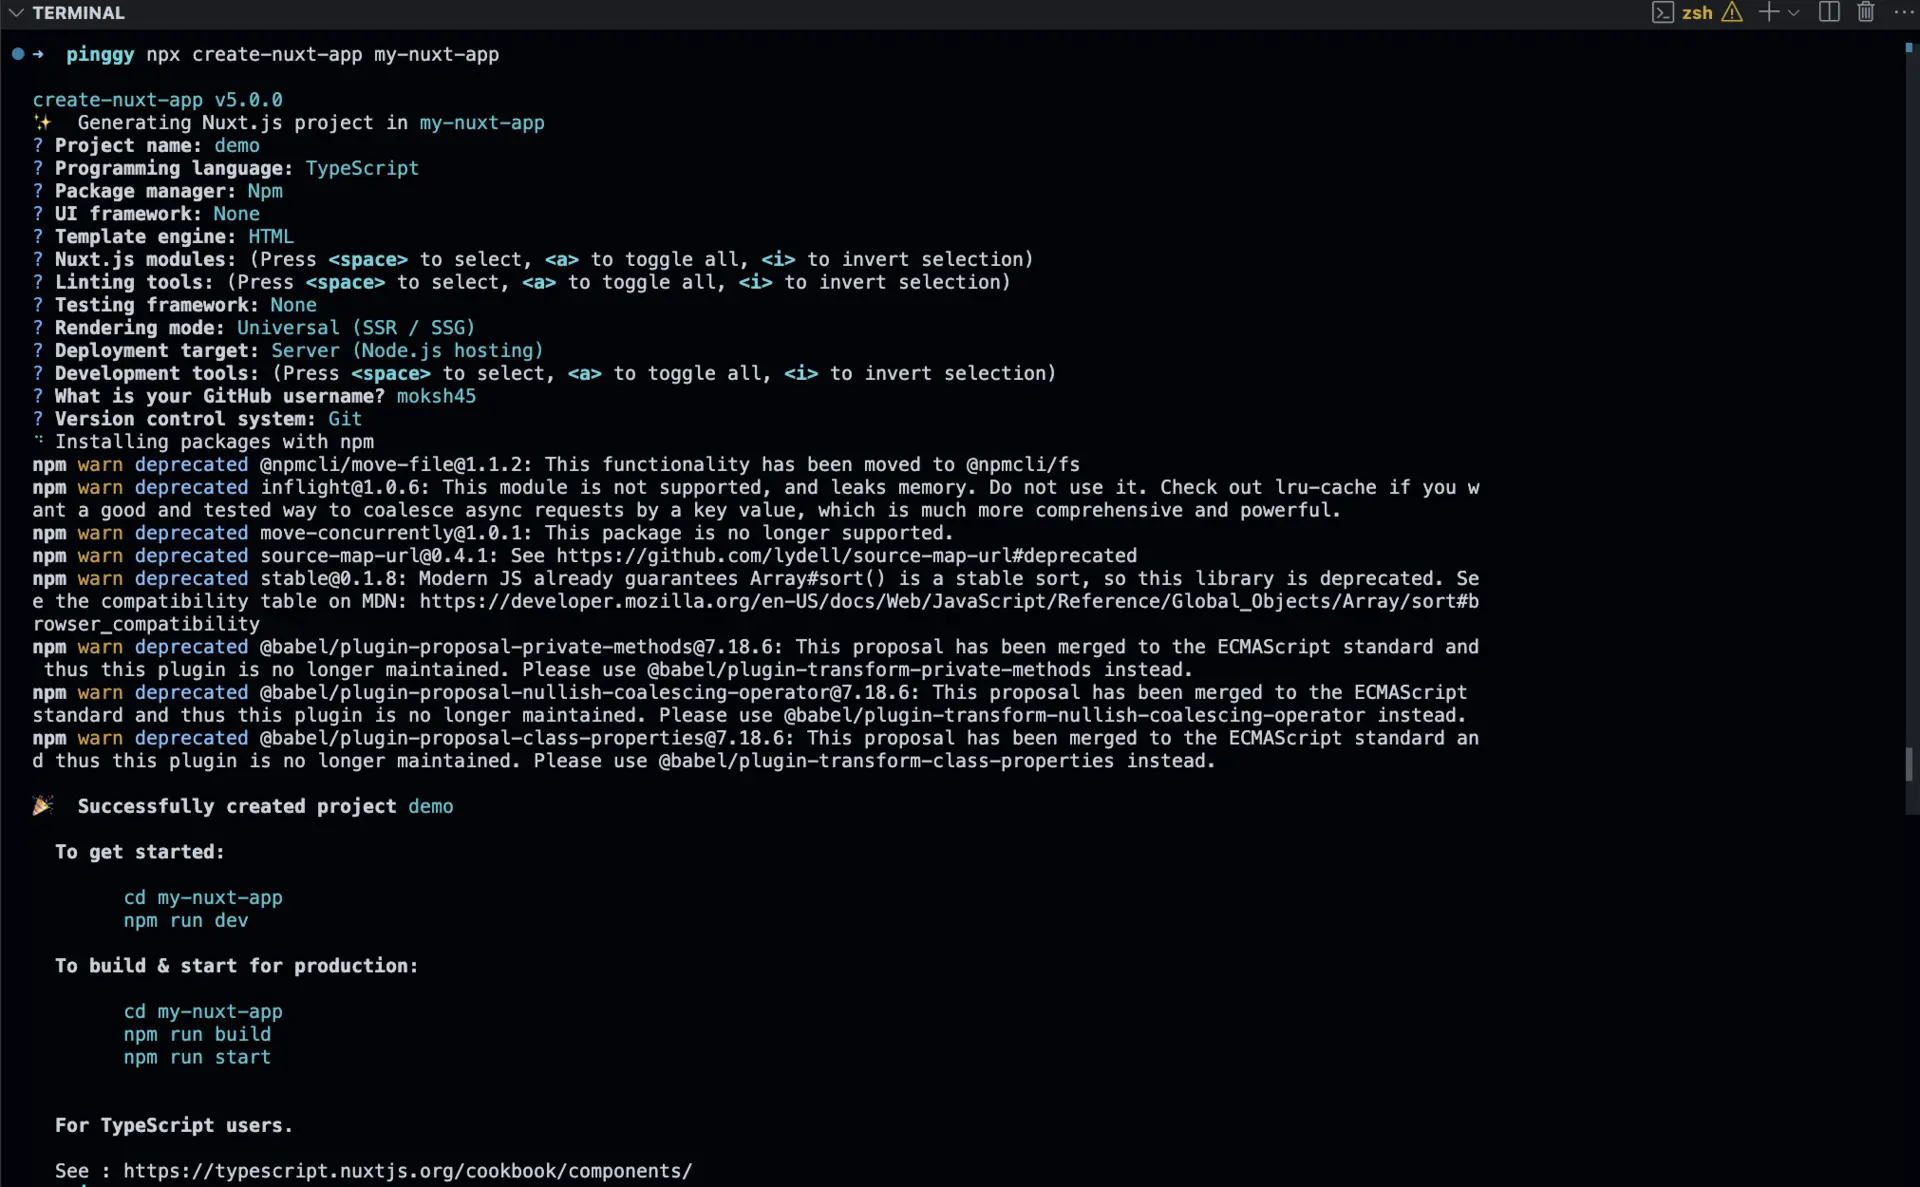 TERMINAL
zsh
pinggy npx create-nuxt-app my-nuxt-app
create-nuxt-app v5.0.0
✨ Generating Nuxt.js project in my-nuxt-app
? Project name: demo
? Programming language: TypeScript
? Package manager: Npm
? UI framework: None
? Template engine: HTML
? Nuxt.js modules: (Press <space> to select, <a> to toggle all, <i> to invert selection)
? Linting tools: (Press <space> to select, <a> to toggle all, <i> to invert selection)
? Testing framework: None
? Rendering mode: Universal (SSR / SSG)
? Deployment target: Server (Node.js hosting)
? Development tools: (Press <space> to select, <a> to toggle all, <i> to invert selection)
? What is your GitHub username? moksh45
? Version control system: Git
Installing packages with npm
npm warn deprecated @npmcli/move-file@1.1.2: This functionality has been moved to @npmcli/fs
npm warn deprecated inflight@1.0.6: This module is not supported, and leaks memory. Do not use it. Check out lru-cache if you w
ant a good and tested way to coalesce async requests by a key value, which is much more comprehensive and powerful.
npm warn deprecated move-concurrently@1.0.1: This package is no longer supported.
npm warn deprecated source-map-url@0.4.1: See https://github.com/lydell/source-map-url#deprecated
npm warn deprecated stable@0.1.8: Modern JS already guarantees Array#sort() is a stable sort, so this library is deprecated. Se
e the compatibility table on MDN: https://developer.mozilla.org/en-US/docs/Web/JavaScript/Reference/Global_Objects/Array/sort#b
rowser_compatibility
npm warn deprecated @babel/plugin-proposal-private-methods@7.18.6: This proposal has been merged to the ECMAScript standard and
thus this plugin is no longer maintained. Please use @babel/plugin-transform-private-methods instead.
npm warn deprecated @babel/plugin-proposal-nullish-coalescing-operator@7.18.6: This proposal has been merged to the ECMAScript
standard and thus this plugin is no longer maintained. Please use @babel/plugin-transform-nullish-coalescing-operator instead.
npm warn deprecated @babel/plugin-proposal-class-properties@7.18.6: This proposal has been merged to the ECMAScript standard an
d thus this plugin is no longer maintained. Please use @babel/plugin-transform-class-properties instead.
🎉 Successfully created project demo
To get started:
cd my-nuxt-app
npm run dev
To build & start for production:
cd my-nuxt-app
npm run build
npm run start
For TypeScript users.
See : https://typescript.nuxtjs.org/cookbook/components/